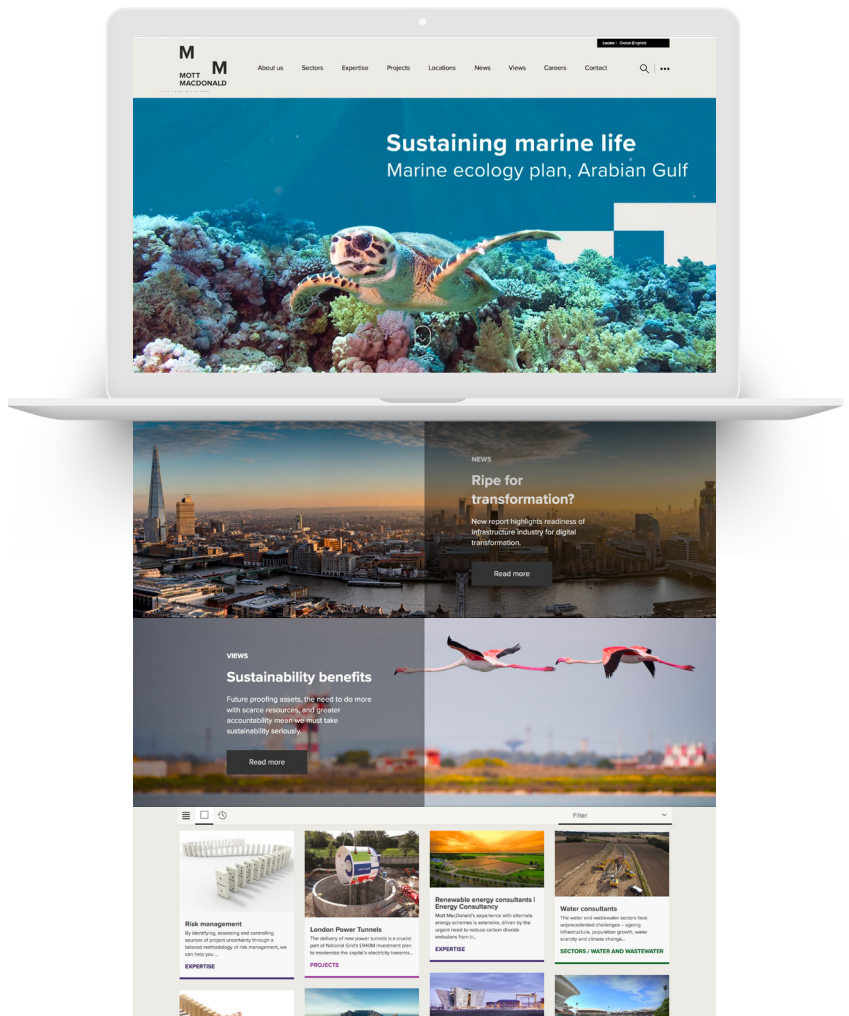 Locale : Global (English)
M
M
MOTT
MACDONALD
About us Sectors Expertise Projects Locations News Views Careers Contact
Sustaining marine life
Marine ecology plan, Arabian Gulf
NEWS
Ripe for
transformation?
New report highlights readiness of
infrastructure industry for digital
transformation.
Read more
VIEWS
Sustainability benefits
Future proofing assets, the need to do more
with scarce resources, and greater
accountability mean we must take
sustainability seriously.
Read more
Filter
Risk management
By identifying, assessing and controlling
sources of project uncertainty through a
tailored methodology of risk management, we
can help you ...
EXPERTISE
London Power Tunnels
The delivery of new power tunnels is a crucial
part of National Grid's investment plan
to modernise the capital's electricity transmis...
PROJECTS
Renewable energy consultants |
Energy Consultancy
Mott MacDonald's experience with alternate
energy schemes is extensive, driven by the
urgent need to reduce carbon dioxide
emissions from ir...
EXPERTISE
Water consultants
The water and wastewater sectors face
unprecedented challenges – ageing
infrastructure, population growth, water
scarcity and climate change...
SECTORS / WATER AND WASTEWATER